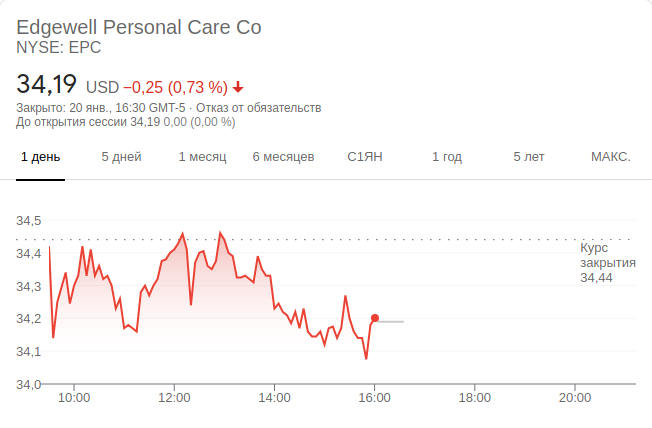 Edgewell Personal Care Co
NYSE: EPC
34,19 USD −0,25 (0,73 %)
Закрыто: 20 янв., 16:30 GMT-5 · Отказ от обязательств
До открытия сессии 34,19 0,00 (0,00 %)
1 день 5 дней 1 месяц 6 месяцев С1ЯН 1 год 5 лет МАКС.
34,5
34,4
34,3
34,2
34,1
34,0
Курс
закрытия
34,44
10:00 12:00 14:00 16:00 18:00 20:00